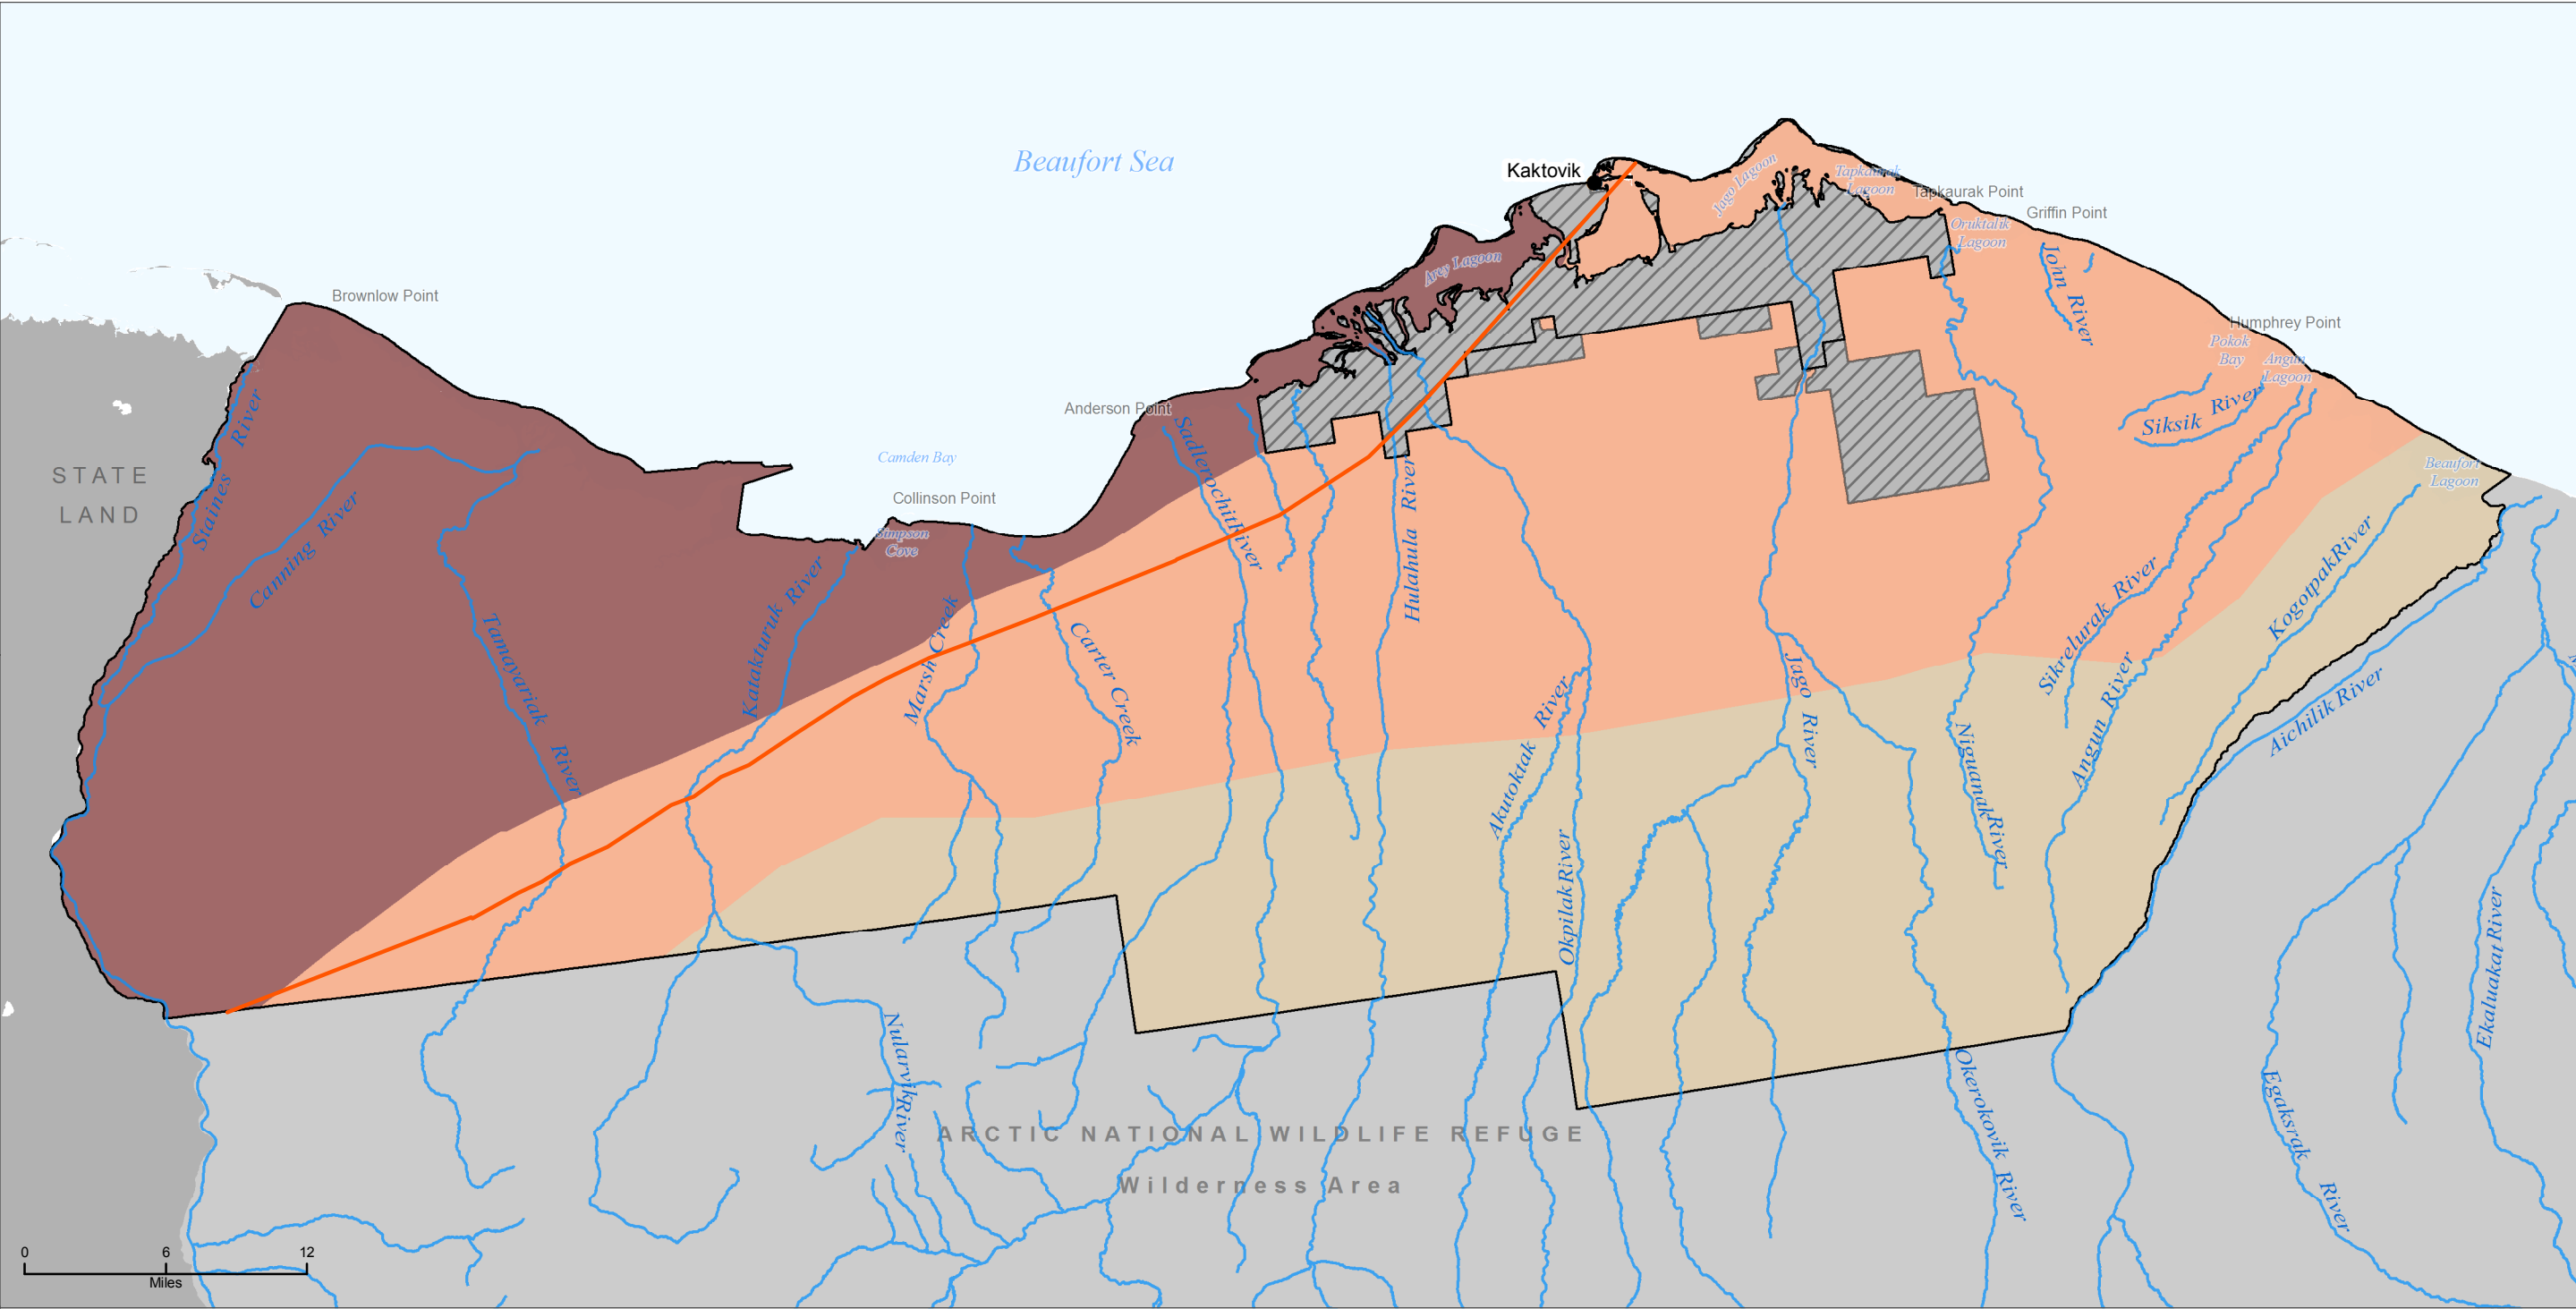 Beaufort Sea
Kaktovik
Jago Lagoon
Tapkaurak
Lagoon
Tapkaurak Point
Griffin Point
Oruktalik
Lagoon
John River
Arey Lagoon
Brownlow Point
Humphrey Point
Pokok
Bay
Angun
Lagoon
Siksik River
Anderson Point
Camden Bay
Collinson Point
Simpson
Cove
Beaufort
Lagoon
STATE
LAND
Staines River
Canning River
Tamayariak River
Katakturuk River
Marsh Creek
Carter Creek
Sadlerochit River
Hulahula River
Akutoktak River
Okpilak River
Jago River
Niguanak River
Sikrelurak River
Angun River
Kogotpak River
Aichilik River
Nularvik River
Okerokovik River
Egaksrak River
Ekaluakat River
ARCTIC NATIONAL WILDLIFE REFUGE
Wilderness Area
0 6 12
Miles